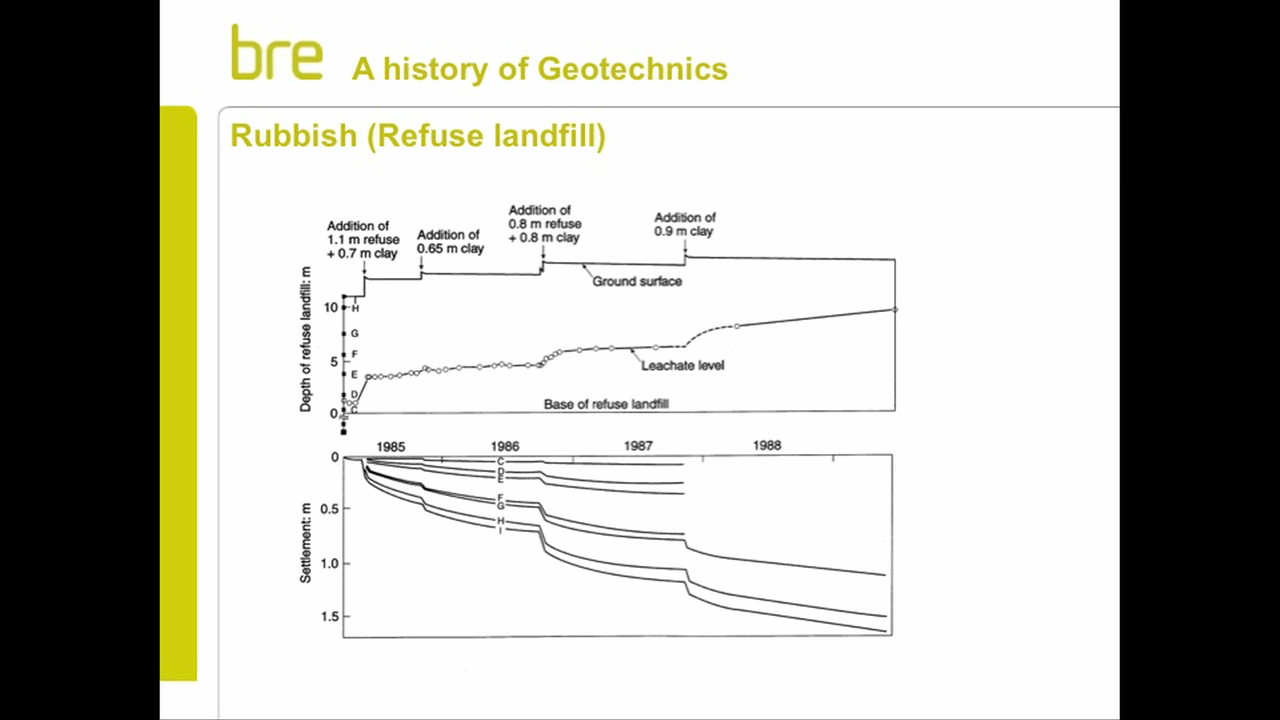 bre
A history of Geotechnics
Rubbish (Refuse landfill)
Addition of
1.1 m refuse
+ 0.7 m clay
Addition of
0.65 m clay
Addition of
0.8 m refuse
+ 0.8 m clay
Addition of
0.9 m clay
Depth of refuse landfill: m
10
5
0
I
H
G
F
E
D
C
Ground surface
Leachate level
Base of refuse landfill
1985
1986
1987
1988
Settlement: m
0
0.5
1.0
1.5
C
D
E
F
G
H
I